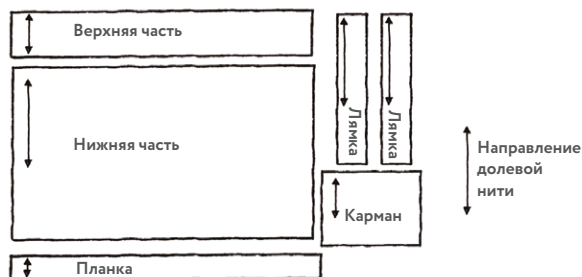 Верхняя часть
Нижняя часть
Лямка
Лямка
Карман
Планка
Направление
долевой
нити